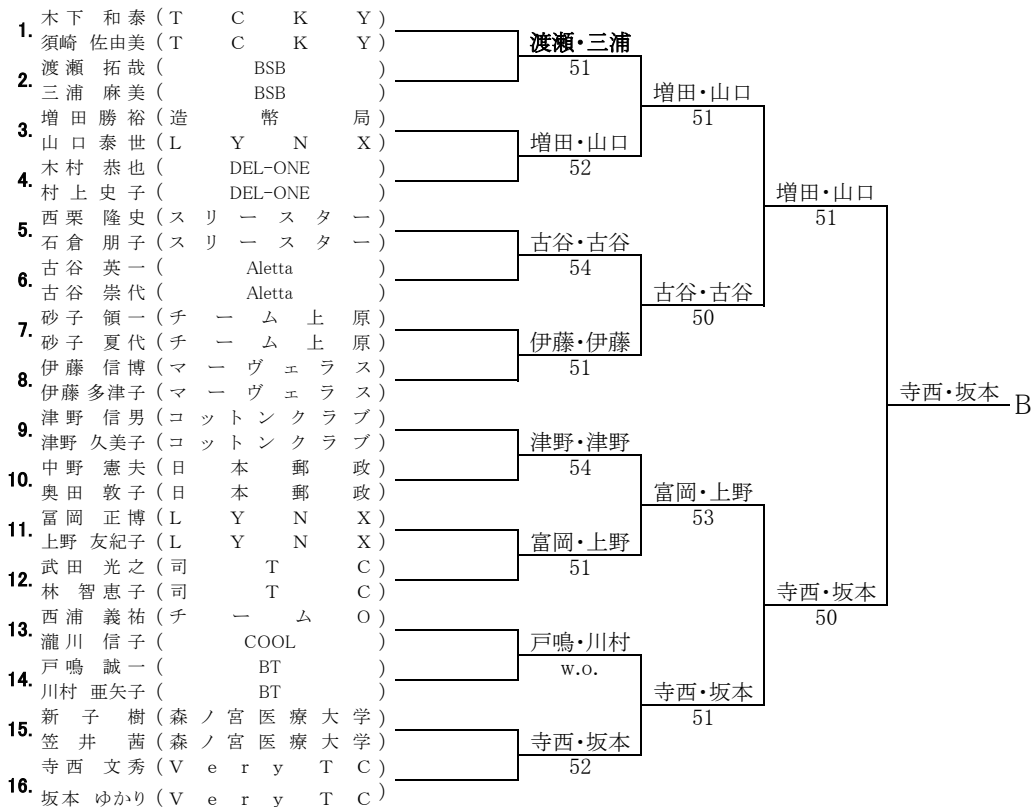 1. 木下 和泰 (TCKY)
須崎 佐由美 (TCKY)
2. 渡瀬 拓哉 (BSB)
三浦 麻美 (BSB)
3. 増田勝裕 (造幣局)
山口泰世 (LYNX)
4. 木村 恭也 (DEL-ONE)
村上史子 (DEL-ONE)
5. 西栗 隆史 (スリースター)
石倉 朋子 (スリースター)
6. 古谷 英一 (Aletta)
古谷 崇代 (Aletta)
7. 砂子 領一 (チーム上原)
砂子 夏代 (チーム上原)
8. 伊藤 信博 (マーヴェラス)
伊藤 多津子 (マーヴェラス)
9. 津野 信男 (コットンクラブ)
津野 久美子 (コットンクラブ)
10. 中野 憲夫 (日本郵政)
奥田 敦子 (日本郵政)
11. 冨岡 正博 (LYNX)
上野 友紀子 (LYNX)
12. 武田 光之 (司TC)
林 智恵子 (司TC)
13. 西浦 義祐 (チームO)
瀧川 信子 (COOL)
14. 戸鳴 誠一 (BT)
川村 亜矢子 (BT)
15. 新子 樹 (森ノ宮医療大学)
笠井 茜 (森ノ宮医療大学)
16. 寺西 文秀 (Very TC)
坂本 ゆかり (Very TC)
渡瀬・三浦
51
増田・山口
52
古谷・古谷
54
伊藤・伊藤
51
津野・津野
54
富岡・上野
51
戸鳴・川村
w.o.
寺西・坂本
52
増田・山口
51
古谷・古谷
50
富岡・上野
53
寺西・坂本
51
増田・山口
51
寺西・坂本
50
寺西・坂本
B